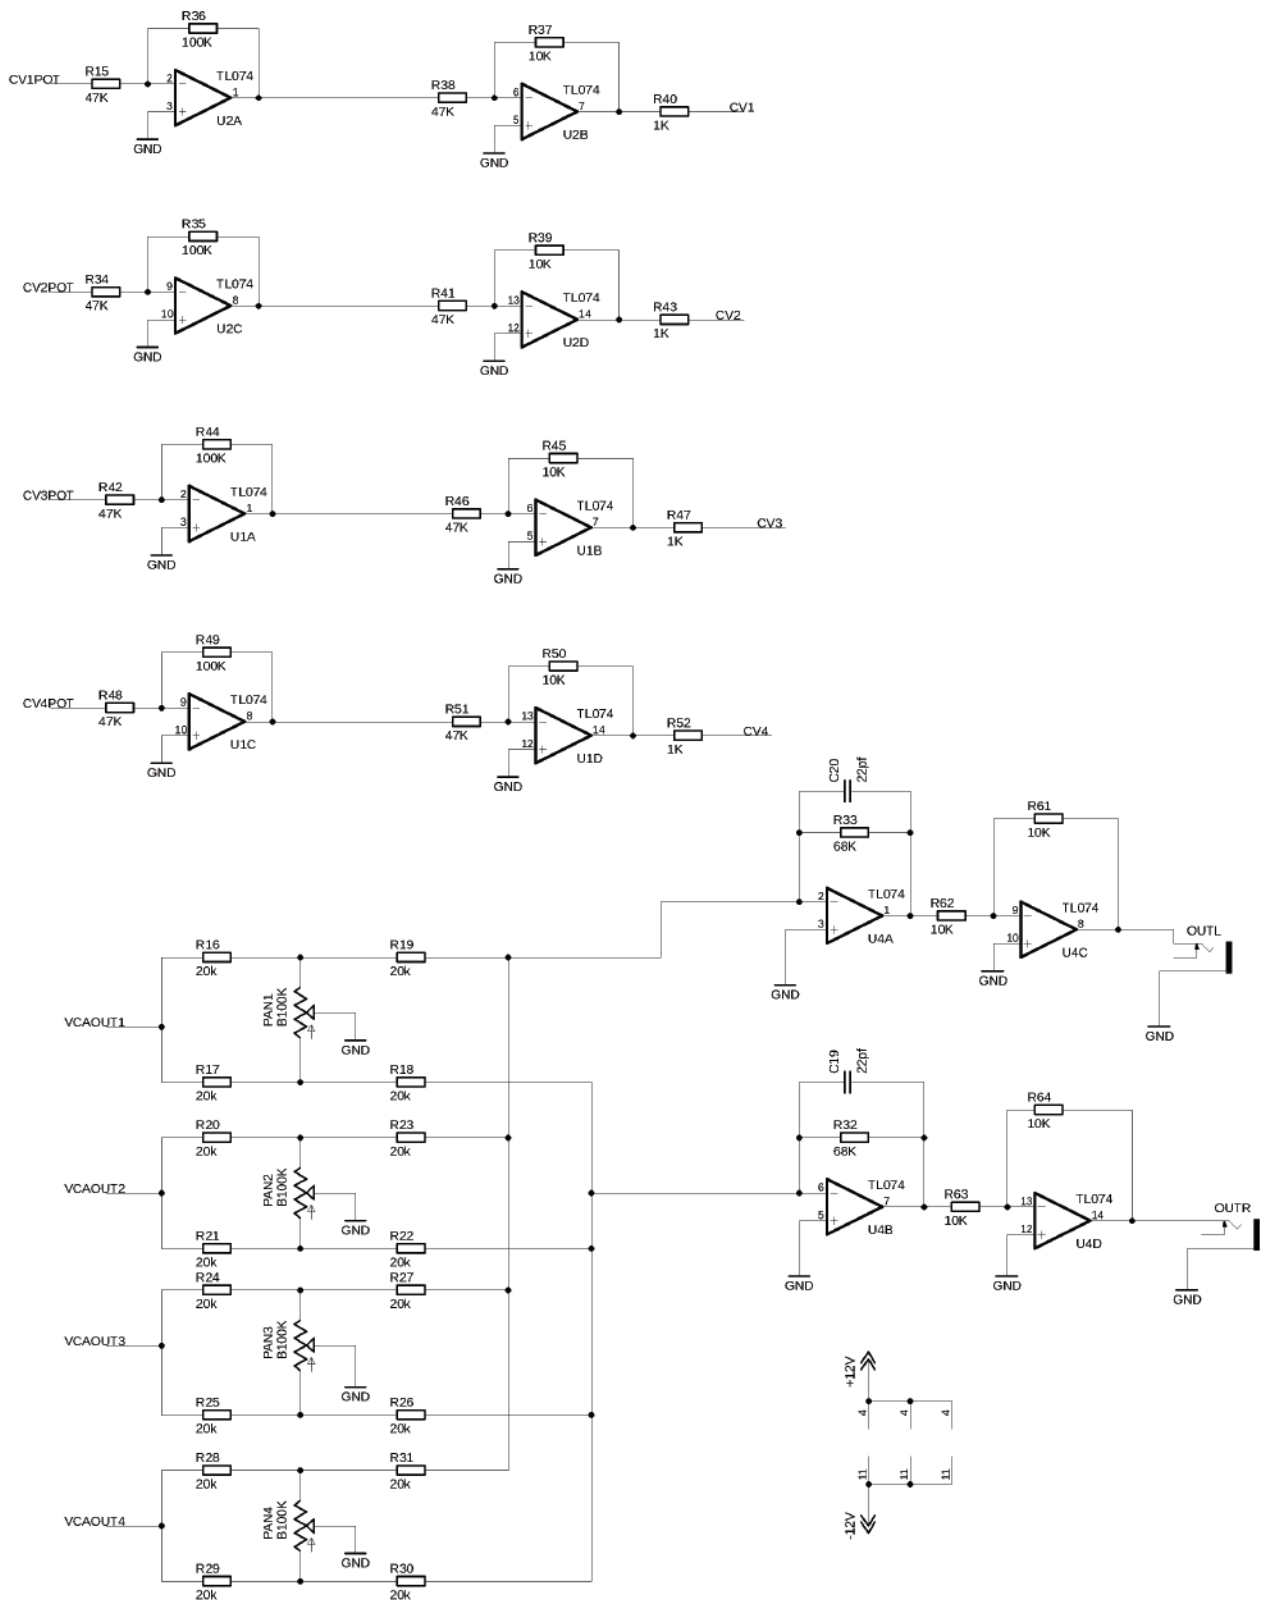 R36
100K
R15
CV1POT
47K
2
3
1
TL074
U2A
GND
R37
10K
R38
47K
6
5
7
TL074
U2B
GND
R40
1K
CV1
R35
100K
R34
CV2POT
47K
9
10
8
TL074
U2C
GND
R39
10K
R41
47K
13
12
14
TL074
U2D
GND
R43
1K
CV2
R44
100K
R42
CV3POT
47K
2
3
1
TL074
U1A
GND
R45
10K
R46
47K
6
5
7
TL074
U1B
GND
R47
1K
CV3
R49
100K
R48
CV4POT
47K
9
10
8
TL074
U1C
GND
R50
10K
R51
47K
13
12
14
TL074
U1D
GND
R52
1K
CV4
C20
22pf
R33
68K
2
3
1
TL074
U4A
GND
R61
10K
R62
10K
9
10
8
TL074
U4C
GND
OUTL
GND
R16
20k
R19
20k
PAN1
B100K
GND
VCAOUT1
R17
20k
R18
20k
R20
20k
R23
20k
PAN2
B100K
GND
VCAOUT2
R21
20k
R22
20k
C19
22pf
R32
68K
6
5
7
TL074
U4B
GND
R64
10K
R63
10K
13
12
14
TL074
U4D
GND
OUTR
GND
R24
20k
R27
20k
PAN3
B100K
GND
VCAOUT3
R25
20k
R26
20k
R28
20k
R31
20k
PAN4
B100K
GND
VCAOUT4
R29
20k
R30
20k
+12V
4
4
4
11
11
11
-12V